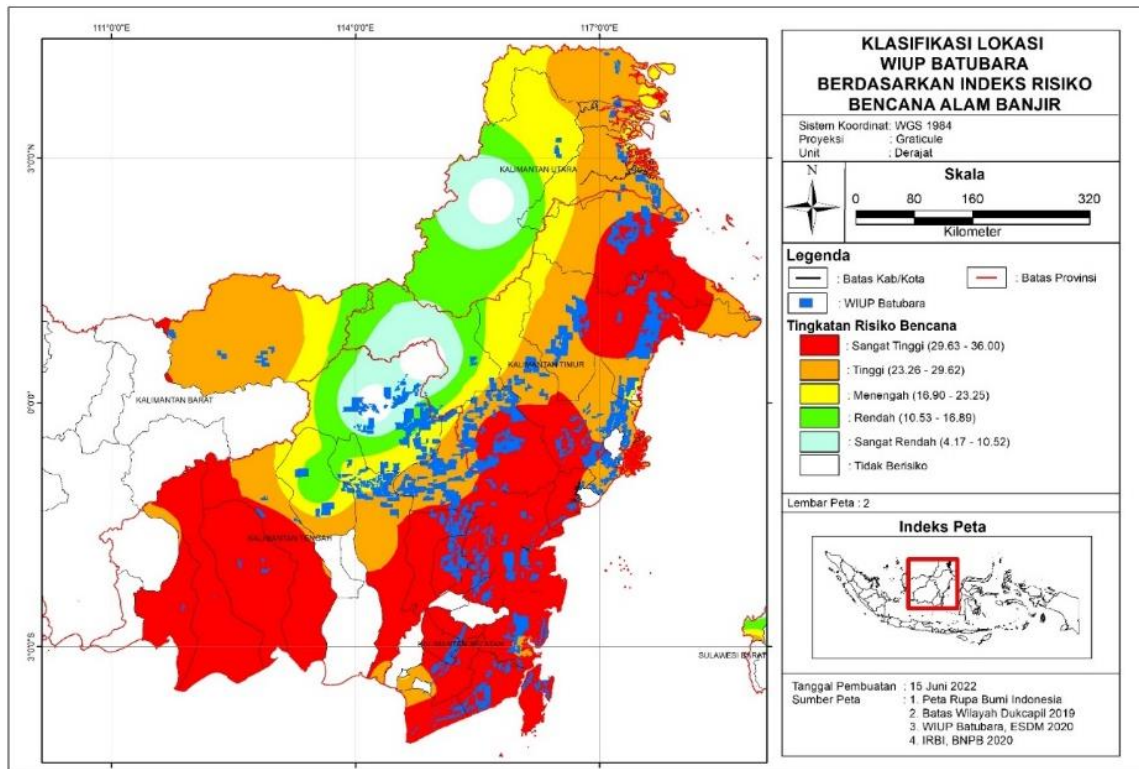 111°0'0"E
114°0'0"E
117°0'0"E
3°0'0"N
0°0'0"
3°0'0"S
KALIMANTAN UTARA
KALIMANTAN TIMUR
KALIMANTAN BARAT
KALIMANTAN TENGAH
SULAWESI BARAT
KLASIFIKASI LOKASI
WIUP BATUBARA
BERDASARKAN INDEKS RISIKO
BENCANA ALAM BANJIR
Sistem Koordinat: WGS 1984
Proyeksi : Graticule
Unit : Derajat
N
Skala
0 80 160 320
Kilometer
Legenda
: Batas Kab/Kota : Batas Provinsi
: WIUP Batubara
Tingkatan Risiko Bencana
: Sangat Tinggi (29.63 - 36.00)
: Tinggi (23.26 - 29.62)
: Menengah (16.90 - 23.25)
: Rendah (10.53 - 16.89)
: Sangat Rendah (4.17 - 10.52)
: Tidak Berisiko
Lembar Peta : 2
Indeks Peta
Tanggal Pembuatan : 15 Juni 2022
Sumber Peta : 1. Peta Rupa Bumi Indonesia
2. Batas Wilayah Dukcapil 2019
3. WIUP Batubara, ESDM 2020
4. IRBI, BNPB 2020